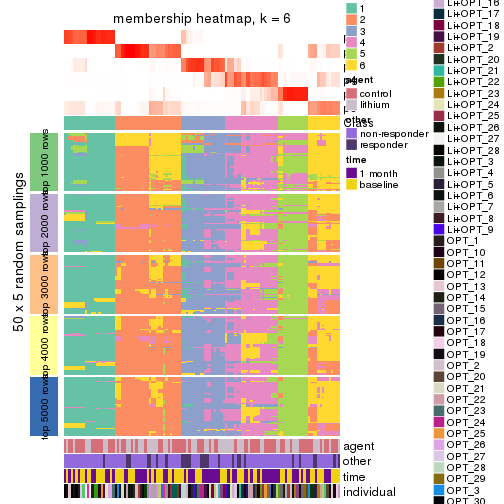 membership heatmap, k = 6
50 x 5 random samplings
top 1000 rows
top 2000 rows
top 3000 rows
top 4000 rows
top 5000 rows
Class
agent
other
time
individual
1
2
3
4
5
6
agent
control
lithium
other
non-responder
responder
time
1 month
baseline
Li+OPT_16
Li+OPT_17
Li+OPT_18
Li+OPT_19
Li+OPT_2
Li+OPT_20
Li+OPT_21
Li+OPT_22
Li+OPT_23
Li+OPT_24
Li+OPT_25
Li+OPT_26
Li+OPT_27
Li+OPT_28
Li+OPT_3
Li+OPT_4
Li+OPT_5
Li+OPT_6
Li+OPT_7
Li+OPT_8
Li+OPT_9
OPT_1
OPT_10
OPT_11
OPT_12
OPT_13
OPT_14
OPT_15
OPT_16
OPT_17
OPT_18
OPT_19
OPT_2
OPT_20
OPT_21
OPT_22
OPT_23
OPT_24
OPT_25
OPT_26
OPT_27
OPT_28
OPT_29
OPT_3
OPT_30